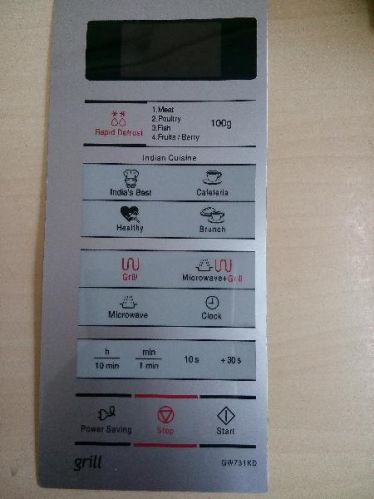 Rapid Defrost
1.Meat
2.Poultry
3.Fish
4.Fruits / Berry
100g
Indian Cuisine
India's Best
Cafeteria
Healthy
Brunch
Grill
Microwave+Grill
Microwave
Clock
h
10 min
min
1 min
10 s
+30 s
Power Saving
Stop
Start
grill
GW731KD